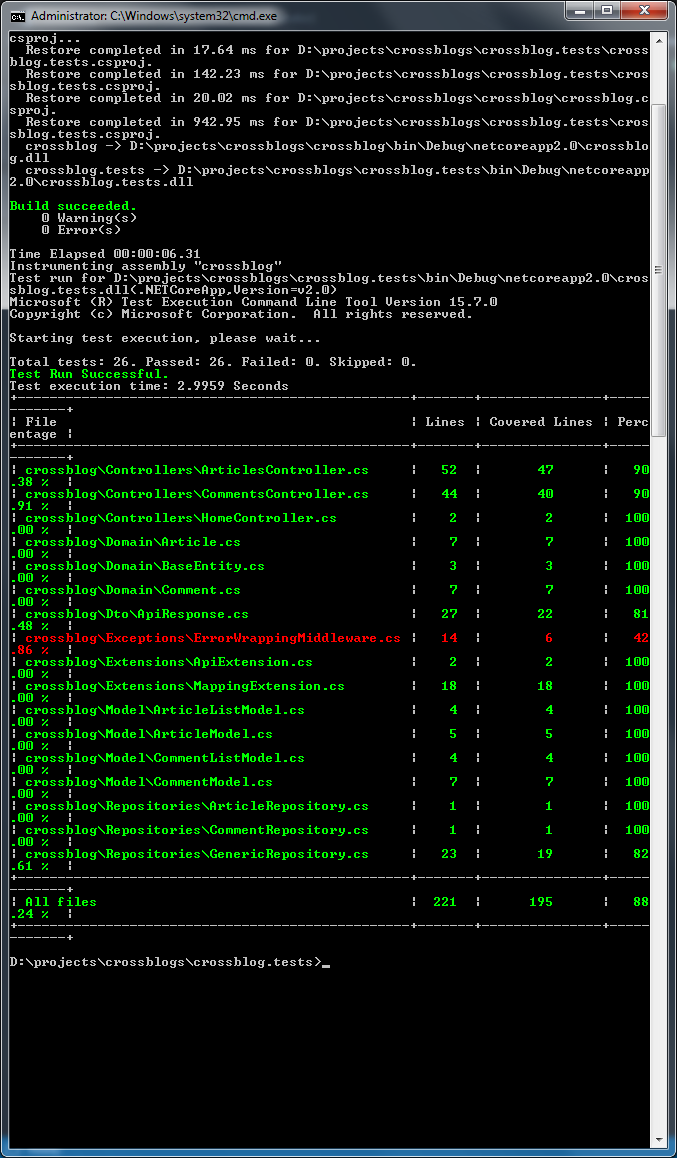 Administrator: C:\Windows\system32\cmd.exe
csproj...
  Restore completed in 17.64 ms for D:\projects\crossblogs\crossblog.tests\cross
blog.tests.csproj.
  Restore completed in 142.23 ms for D:\projects\crossblogs\crossblog.tests\cros
sblog.tests.csproj.
  Restore completed in 20.02 ms for D:\projects\crossblogs\crossblog\crossblog.c
sproj.
  Restore completed in 942.95 ms for D:\projects\crossblogs\crossblog.tests\cros
sblog.tests.csproj.
  crossblog -> D:\projects\crossblogs\crossblog\bin\Debug\netcoreapp2.0\crossblo
g.dll
  crossblog.tests -> D:\projects\crossblogs\crossblog.tests\bin\Debug\netcoreapp
2.0\crossblog.tests.dll
Build succeeded.
    0 Warning(s)
    0 Error(s)
Time Elapsed 00:00:06.31
Instrumenting assembly "crossblog"
Test run for D:\projects\crossblogs\crossblog.tests\bin\Debug\netcoreapp2.0\cros
sblog.tests.dll(.NETCoreApp,Version=v2.0)
Microsoft (R) Test Execution Command Line Tool Version 15.7.0
Copyright (c) Microsoft Corporation.  All rights reserved.
Starting test execution, please wait...
Total tests: 26. Passed: 26. Failed: 0. Skipped: 0.
Test Run Successful.
Test execution time: 2.9959 Seconds
+--------------------------------------------------+-------+---------------+-----
-------+
¦ File                                             ¦ Lines ¦ Covered Lines ¦ Perc
entage ¦
+--------------------------------------------------+-------+---------------+-----
-------+
¦ crossblog\Controllers\ArticlesController.cs      ¦   52  ¦       47      ¦   90
.38 %  ¦
¦ crossblog\Controllers\CommentsController.cs      ¦   44  ¦       40      ¦   90
.91 %  ¦
¦ crossblog\Controllers\HomeController.cs          ¦    2  ¦        2      ¦  100
.00 %  ¦
¦ crossblog\Domain\Article.cs                      ¦    7  ¦        7      ¦  100
.00 %  ¦
¦ crossblog\Domain\BaseEntity.cs                   ¦    3  ¦        3      ¦  100
.00 %  ¦
¦ crossblog\Domain\Comment.cs                      ¦    7  ¦        7      ¦  100
.00 %  ¦
¦ crossblog\Dto\ApiResponse.cs                     ¦   27  ¦       22      ¦   81
.48 %  ¦
¦ crossblog\Exceptions\ErrorWrappingMiddleware.cs  ¦   14  ¦        6      ¦   42
.86 %  ¦
¦ crossblog\Extensions\ApiExtension.cs             ¦    2  ¦        2      ¦  100
.00 %  ¦
¦ crossblog\Extensions\MappingExtension.cs         ¦   18  ¦       18      ¦  100
.00 %  ¦
¦ crossblog\Model\ArticleListModel.cs              ¦    4  ¦        4      ¦  100
.00 %  ¦
¦ crossblog\Model\ArticleModel.cs                  ¦    5  ¦        5      ¦  100
.00 %  ¦
¦ crossblog\Model\CommentListModel.cs              ¦    4  ¦        4      ¦  100
.00 %  ¦
¦ crossblog\Model\CommentModel.cs                  ¦    7  ¦        7      ¦  100
.00 %  ¦
¦ crossblog\Repositories\ArticleRepository.cs      ¦    1  ¦        1      ¦  100
.00 %  ¦
¦ crossblog\Repositories\CommentRepository.cs      ¦    1  ¦        1      ¦  100
.00 %  ¦
¦ crossblog\Repositories\GenericRepository.cs      ¦   23  ¦       19      ¦   82
.61 %  ¦
+--------------------------------------------------+-------+---------------+-----
-------+
¦ All files                                        ¦  221  ¦      195      ¦   88
.24 %  ¦
+--------------------------------------------------+-------+---------------+-----
-------+
D:\projects\crossblogs\crossblog.tests>_